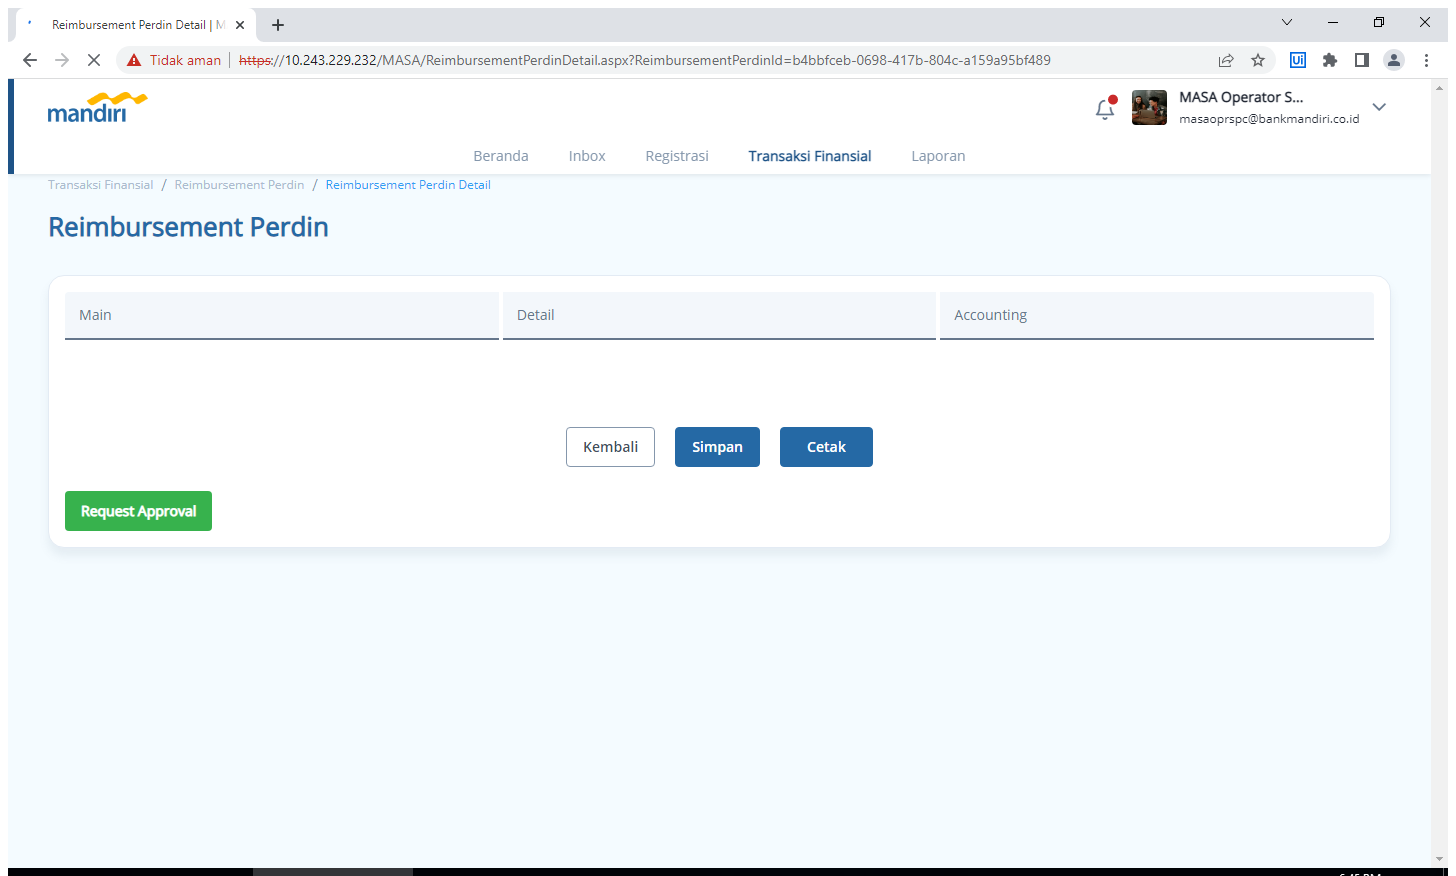 Reimbursement Perdin Detail | M
Tidak aman https://10.243.229.232/MASA/ReimbursementPerdinDetail.aspx?ReimbursementPerdinId=b4bbfceb-0698-417b-804c-a159a95bf489
Ui
mandiri
MASA Operator S...
masaoprspc@bankmandiri.co.id
Beranda Inbox Registrasi Transaksi Finansial Laporan
Transaksi Finansial / Reimbursement Perdin / Reimbursement Perdin Detail
Reimbursement Perdin
Main Detail Accounting
Kembali Simpan Cetak
Request Approval